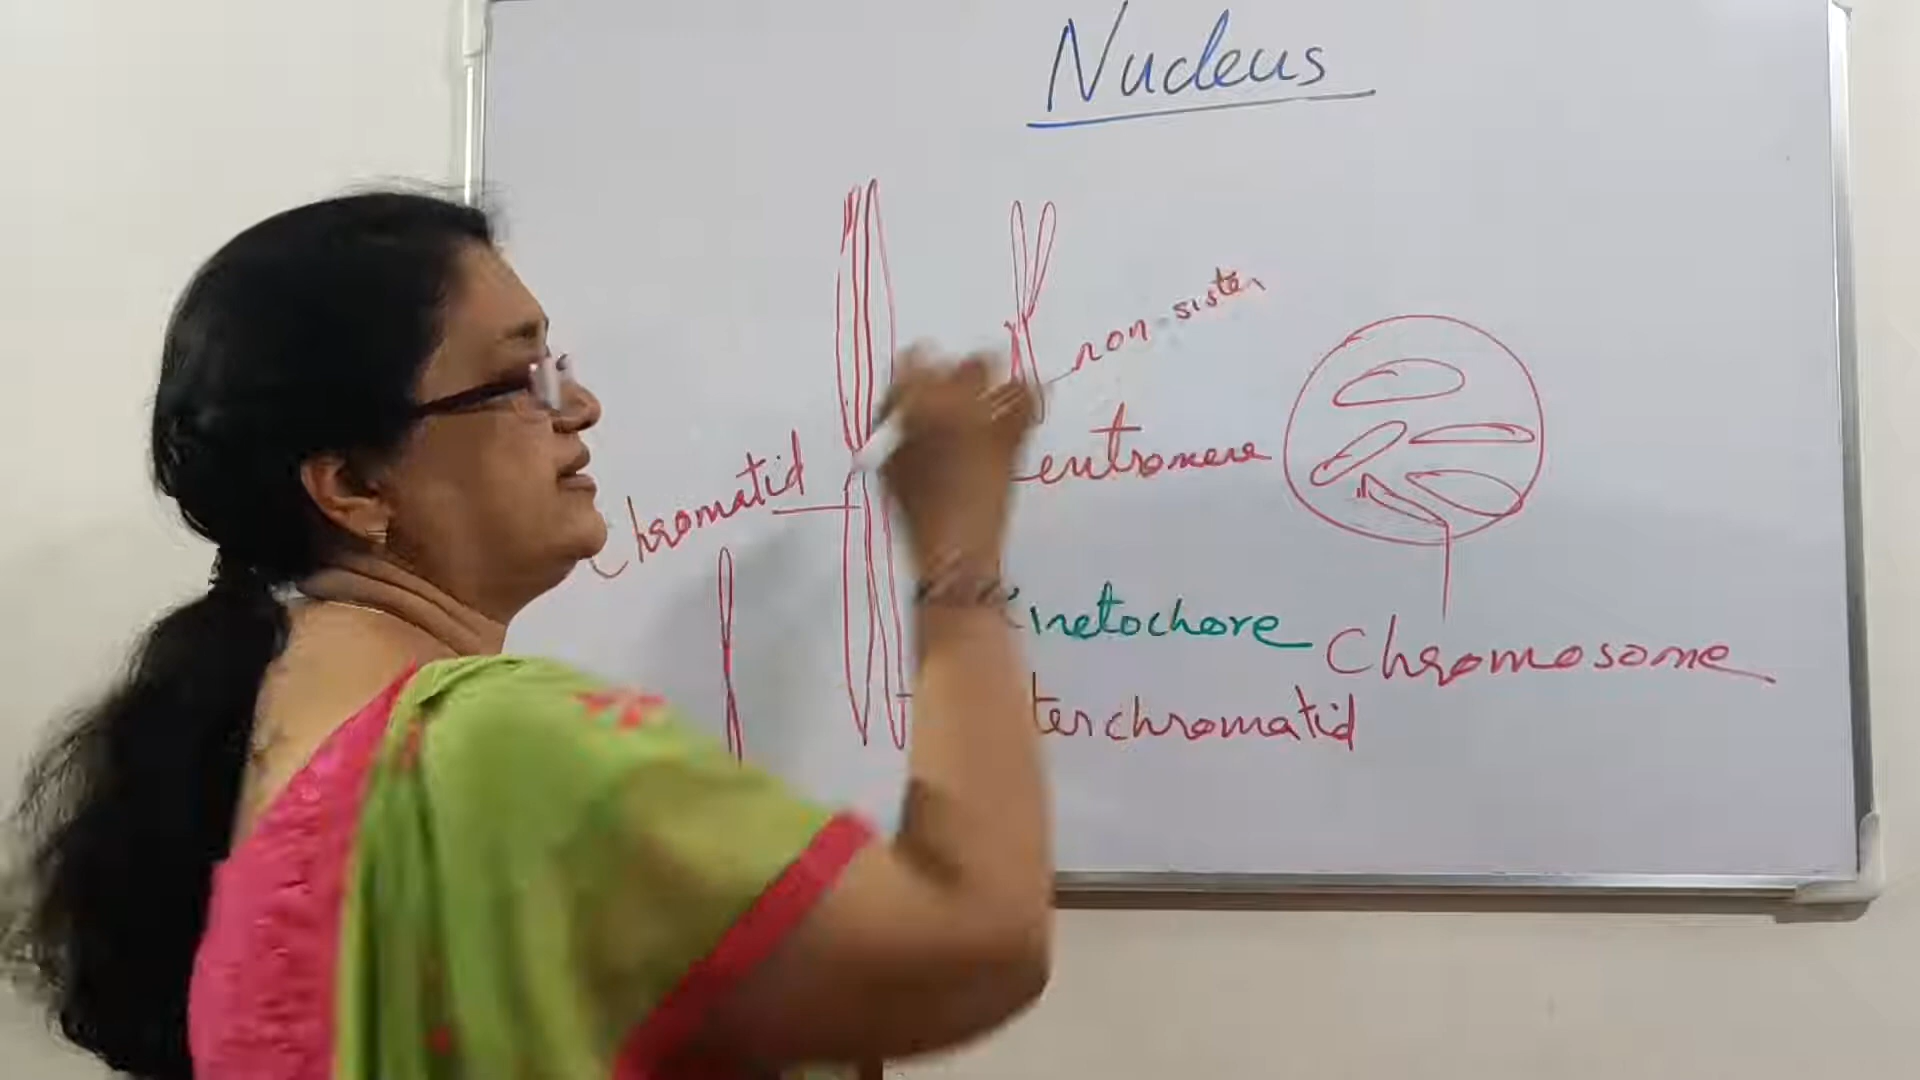 Nucleus
non-sister
Chromatid
entromere
inetochore
Chromosome
terchromatid